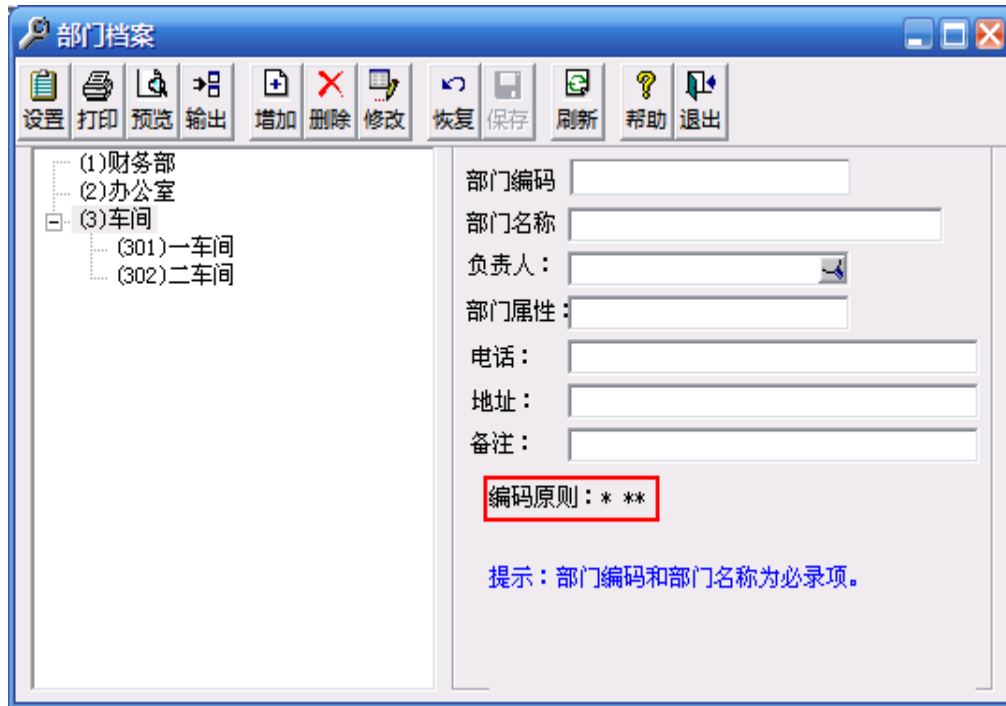 部门档案
设置 打印 预览 输出 增加 删除 修改 恢复 保存 刷新 帮助 退出
(1)财务部
(2)办公室
(3)车间
(301)一车间
(302)二车间
部门编码
部门名称
负责人：
部门属性：
电话：
地址：
备注：
编码原则：* **
提示：部门编码和部门名称为必录项。